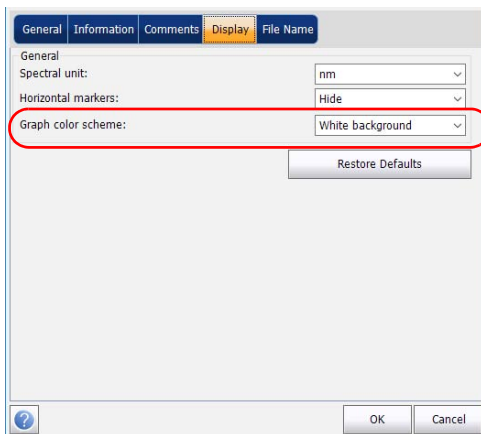 General Information Comments Display File Name
General
Spectral unit: nm
Horizontal markers: Hide
Graph color scheme: White background
Restore Defaults
? OK Cancel